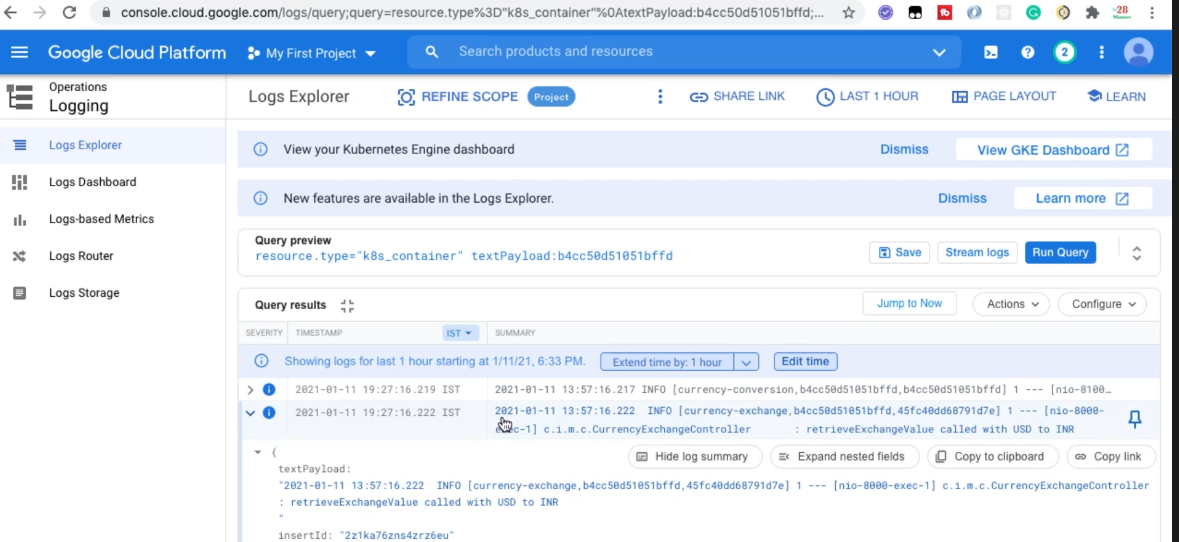 console.cloud.google.com/logs/query;query=resource.type%3D"k8s_container"%0AtextPayload:b4cc50d51051bffd;...
28
Google Cloud Platform
My First Project
Search products and resources
2
Operations
Logging
Logs Explorer
REFINE SCOPE
Project
SHARE LINK
LAST 1 HOUR
PAGE LAYOUT
LEARN
Logs Explorer
Logs Dashboard
Logs-based Metrics
Logs Router
Logs Storage
View your Kubernetes Engine dashboard
Dismiss
View GKE Dashboard
New features are available in the Logs Explorer.
Dismiss
Learn more
Query preview
resource.type="k8s_container" textPayload:b4cc50d51051bffd
Save
Stream logs
Run Query
Query results
Jump to Now
Actions
Configure
SEVERITY
TIMESTAMP
IST
SUMMARY
Showing logs for last 1 hour starting at 1/11/21, 6:33 PM.
Extend time by: 1 hour
Edit time
2021-01-11 19:27:16.219 IST
2021-01-11 13:57:16.217 INFO [currency-conversion,b4cc50d51051bffd,b4cc50d51051bffd] 1 --- [nio-8100…
2021-01-11 19:27:16.222 IST
2021-01-11 13:57:16.222 INFO [currency-exchange,b4cc50d51051bffd,45fc40dd68791d7e] 1 --- [nio-8000-
exec-1] c.i.m.c.CurrencyExchangeController : retrieveExchangeValue called with USD to INR
{
Hide log summary
Expand nested fields
Copy to clipboard
Copy link
textPayload:
"2021-01-11 13:57:16.222 INFO [currency-exchange,b4cc50d51051bffd,45fc40dd68791d7e] 1 --- [nio-8000-exec-1] c.i.m.c.CurrencyExchangeController
: retrieveExchangeValue called with USD to INR
"
insertId: "2z1ka76zns4zrz6eu"